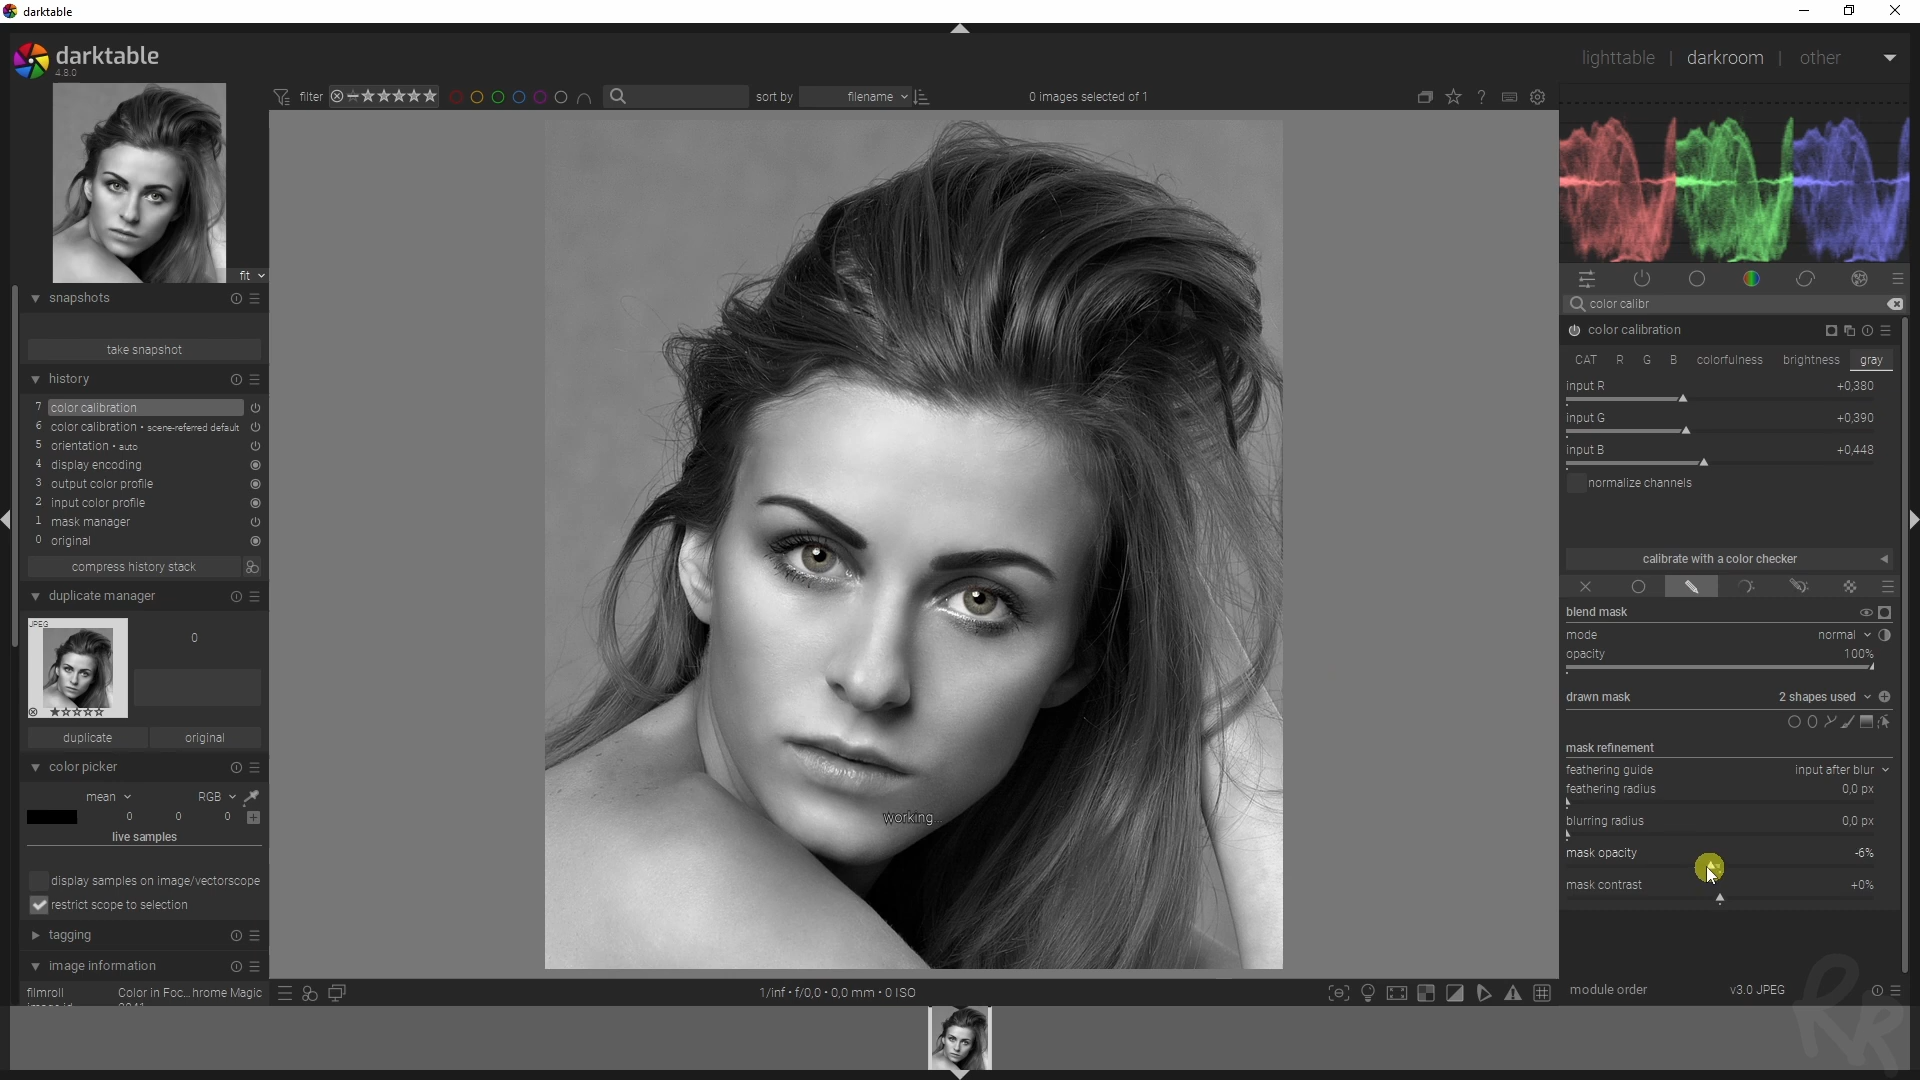 darktable
darktable
4.8.0
lighttable | darkroom | other
filter
sort by filename
0 images selected of 1
fit
snapshots
take snapshot
history
7 color calibration
6 color calibration • scene-referred default
5 orientation • auto
4 display encoding
3 output color profile
2 input color profile
1 mask manager
0 original
compress history stack
duplicate manager
JPEG
0
duplicate
original
color picker
mean RGB
0 0 0
live samples
display samples on image/vectorscope
restrict scope to selection
tagging
image information
filmroll Color in Foc...hrome Magic
working...
1/inf • f/0,0 • 0,0 mm • 0 ISO
color calibr
color calibration
CAT R G B colorfulness brightness gray
input R +0,380
input G +0,390
input B +0,448
normalize channels
calibrate with a color checker
blend mask
mode normal
opacity 100%
drawn mask 2 shapes used
mask refinement
feathering guide input after blur
feathering radius 0,0 px
blurring radius 0,0 px
mask opacity -6%
mask contrast +0%
module order v3.0 JPEG